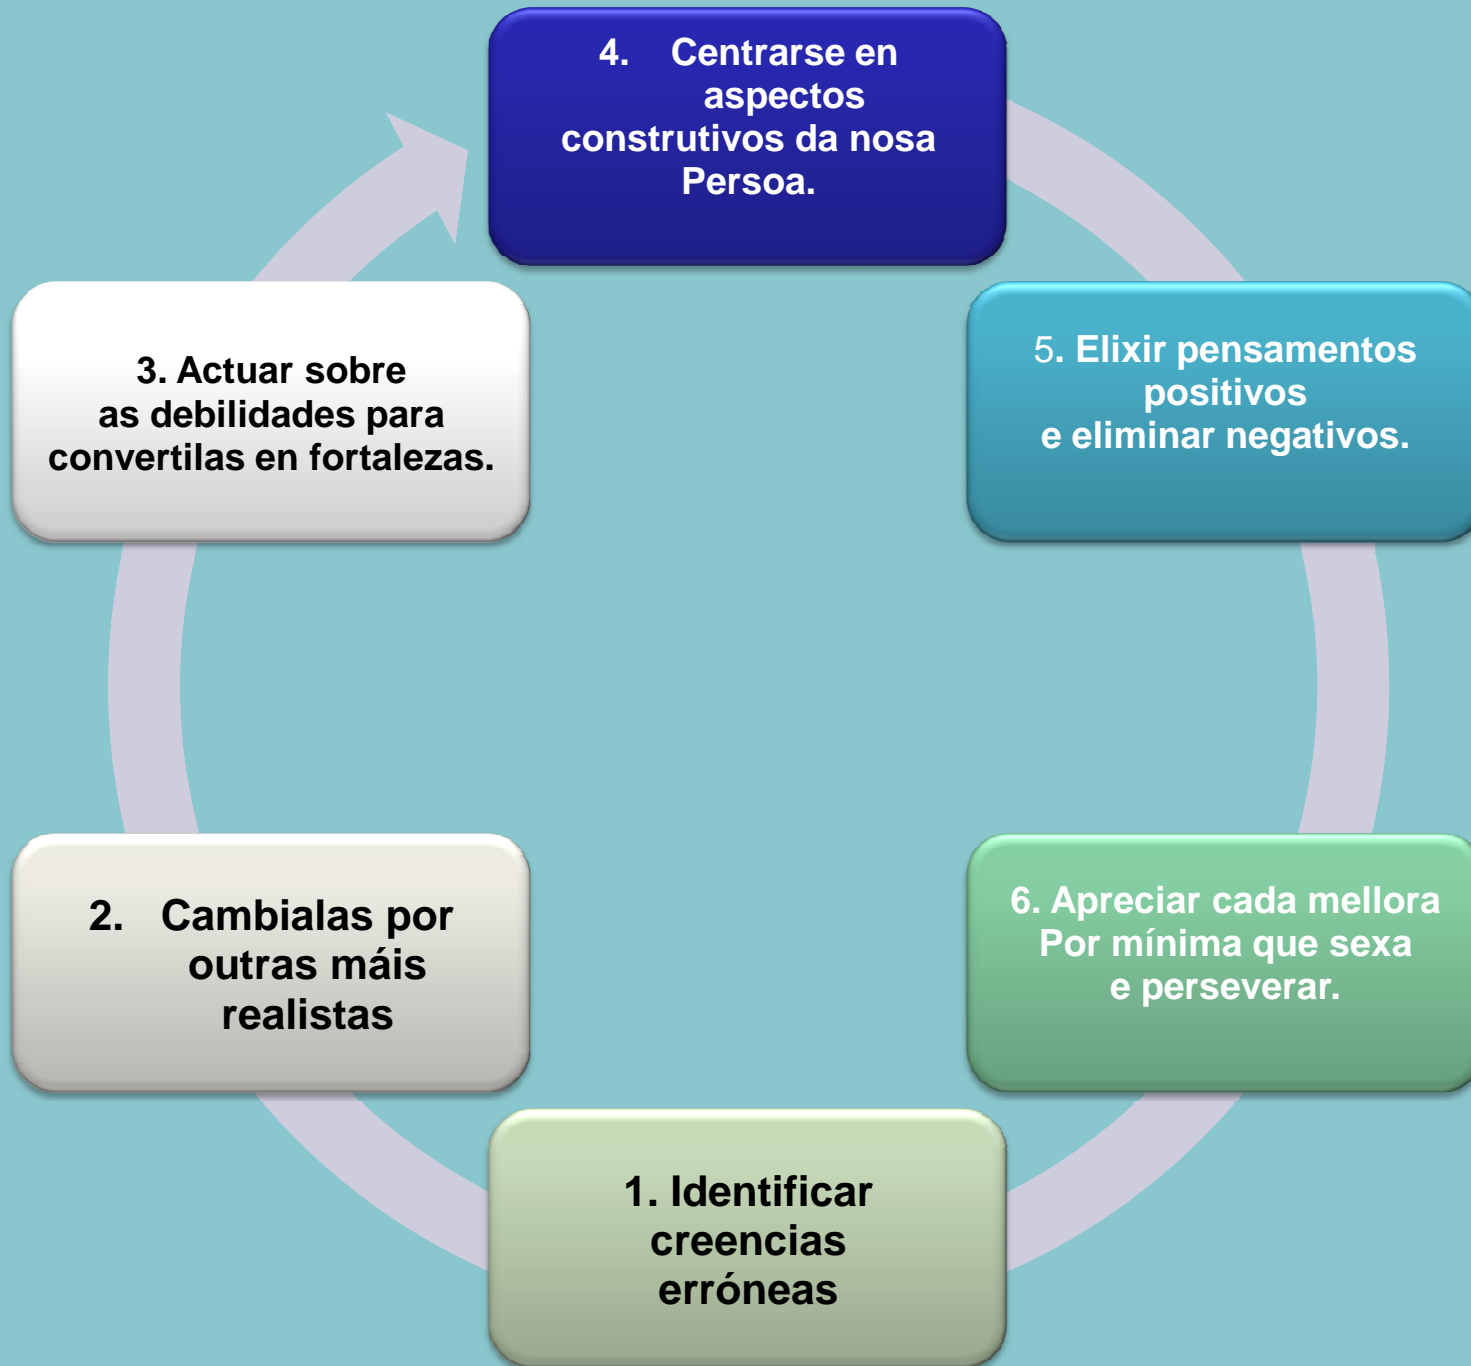 4. Centrarse en
aspectos
construtivos da nosa
Persoa.
5. Elixir pensamentos
positivos
e eliminar negativos.
3. Actuar sobre
as debilidades para
convertilas en fortalezas.
6. Apreciar cada mellora
Por mínima que sexa
e perseverar.
2. Cambialas por
outras máis
realistas
1. Identificar
creencias
erróneas